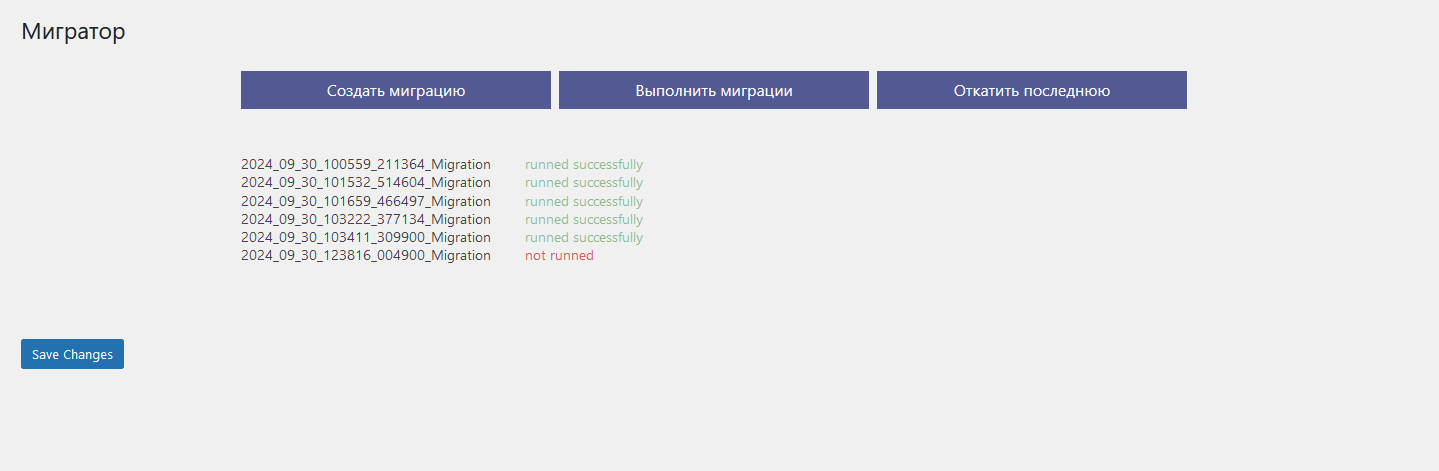 Мигратор
Создать миграцию Выполнить миграции Откатить последнюю
2024_09_30_100559_211364_Migration runned successfully
2024_09_30_101532_514604_Migration runned successfully
2024_09_30_101659_466497_Migration runned successfully
2024_09_30_103222_377134_Migration runned successfully
2024_09_30_103411_309900_Migration runned successfully
2024_09_30_123816_004900_Migration not runned
Save Changes